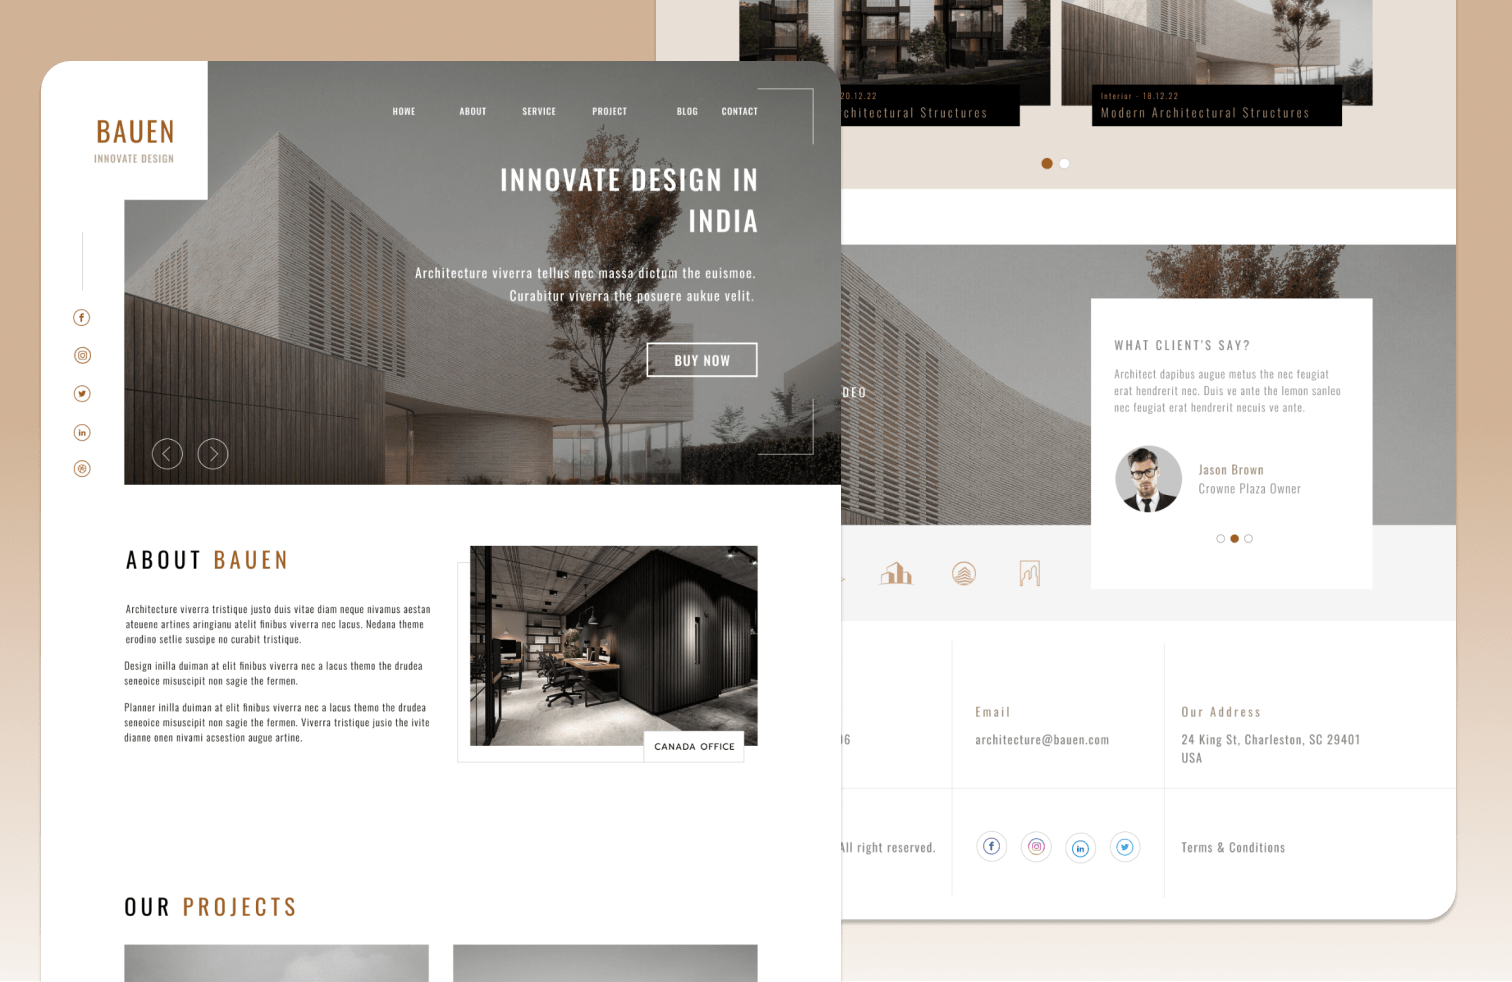 BAUEN
INNOVATE DESIGN
HOME ABOUT SERVICE PROJECT BLOG CONTACT
INNOVATE DESIGN IN
INDIA
Architecture viverra tellus nec massa dictum the euismoe.
Curabitur viverra the posuere aukue velit.
BUY NOW
ABOUT BAUEN
Architecture viverra tristique justo duis vitae diam neque nivamus aestan
ateuene artines aringianu atelit finibus viverra nec lacus. Nedana theme
erodino setlie suscipe no curabit tristique.
Design inilla duiman at elit finibus viverra nec a lacus themo the drudea
seneoice misuscipit non sagie the fermen.
Planner inilla duiman at elit finibus viverra nec a lacus themo the drudea
seneoice misuscipit non sagie the fermen. Viverra tristique jusio the ivite
dianne onen nivami acsestion augue artine.
CANADA OFFICE
OUR PROJECTS
20.12.22
chitectural Structures
Interior - 18.12.22
Modern Architectural Structures
DEO
WHAT CLIENT'S SAY?
Architect dapibus augue metus the nec feugiat
erat hendrerit nec. Duis ve ante the lemon sanleo
nec feugiat erat hendrerit necuis ve ante.
Jason Brown
Crowne Plaza Owner
06
Email
architecture@bauen.com
Our Address
24 King St, Charleston, SC 29401
USA
All right reserved.
Terms & Conditions